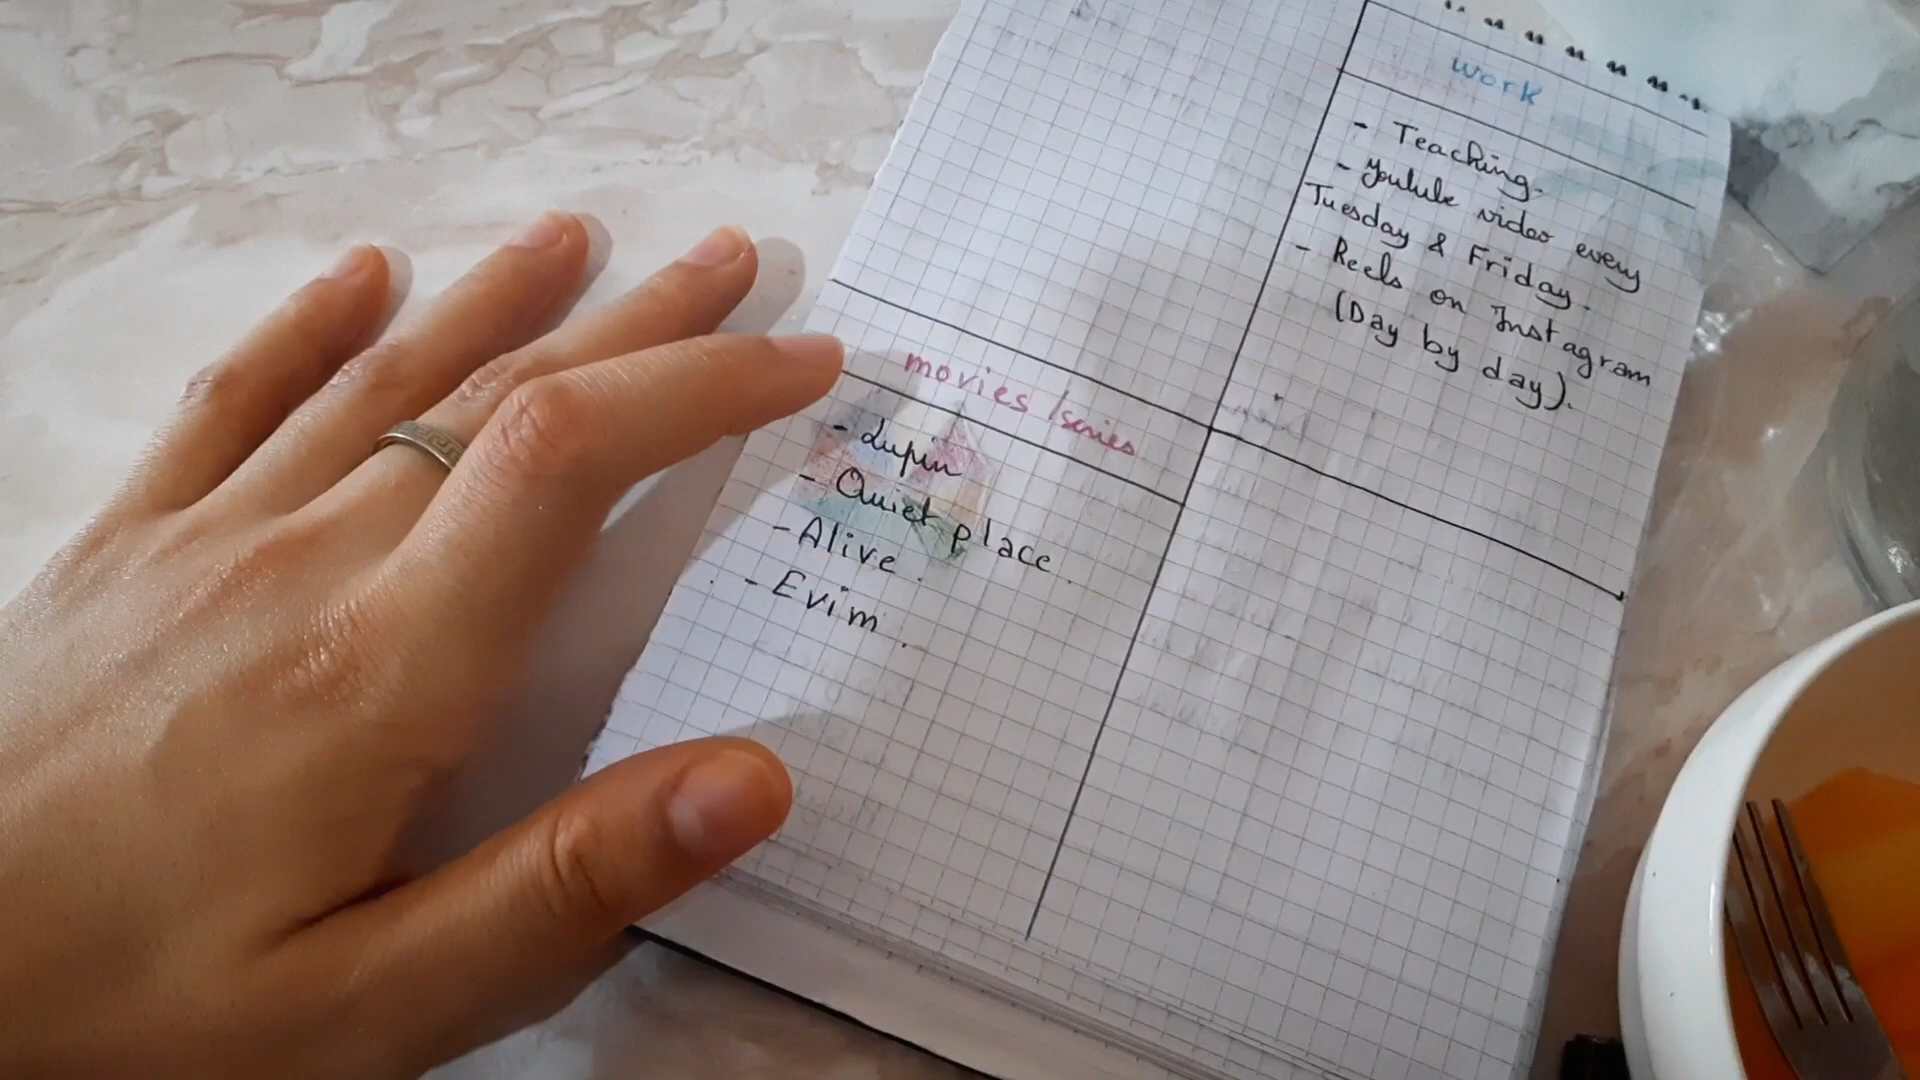 work
- Teaching.
- Youtube video every
Tuesday & Friday.
- Reels on Instagram
(Day by day).
movies / series
- Lupin
- Quiet place.
- Alive.
- Evim.